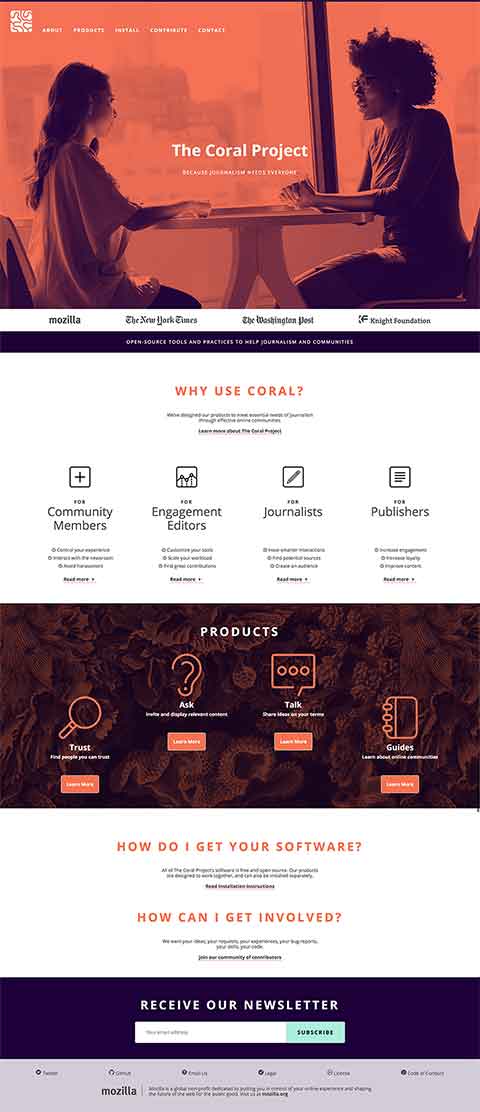 ABOUT PRODUCTS INSTALL CONTRIBUTE CONTACT
The Coral Project
BECAUSE JOURNALISM NEEDS EVERYONE
mozilla The New York Times The Washington Post Knight Foundation
OPEN-SOURCE TOOLS AND PRACTICES TO HELP JOURNALISM AND COMMUNITIES
WHY USE CORAL?
We've designed our products to meet essential needs of journalism
through effective online communities.
Learn more about The Coral Project
FOR FOR FOR FOR
Community Engagement Journalists Publishers
Members Editors
Control your experience Customize your tools Have smarter interactions Increase engagement
Interact with the newsroom Scale your workload Find potential sources Increase loyalty
Avoid harassment Find great contributions Create an audience Improve content
Read more + Read more + Read more + Read more +
PRODUCTS
Ask Talk
Invite and display relevant content Share ideas on your terms
Learn More Learn More
Trust Guides
Find people you can trust Learn about online communities
Learn More Learn More
HOW DO I GET YOUR SOFTWARE?
All of The Coral Project's software is free and open source. Our products
are designed to work together, and can also be installed separately.
Read installation instructions
HOW CAN I GET INVOLVED?
We want your ideas, your requests, your experiences, your bug reports,
your skills, your code.
Join our community of contributors
RECEIVE OUR NEWSLETTER
Your email address SUBSCRIBE
Twitter GitHub Email Us Legal License Code of Conduct
mozilla Mozilla is a global non-profit dedicated to putting you in control of your online experience and shaping
the future of the web for the public good. Visit us at mozilla.org